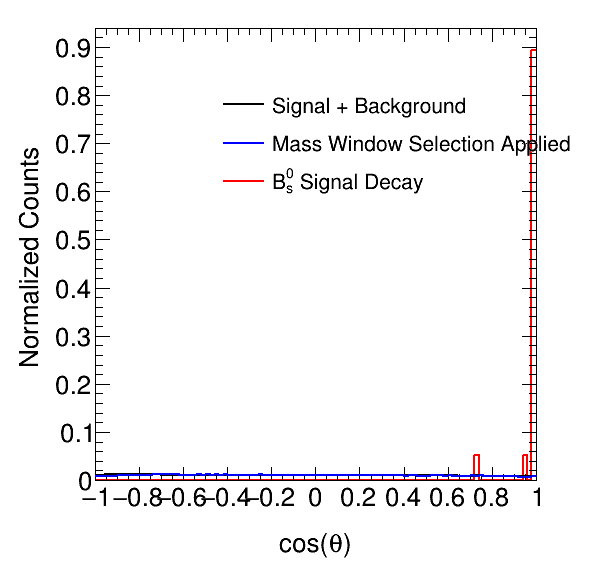 Normalized Counts
0.9
0.8
0.7
0.6
0.5
0.4
0.3
0.2
0.1
0
Signal + Background
Mass Window Selection Applied
B⁰ₛ Signal Decay
−1 −0.8 −0.6 −0.4 −0.2 0 0.2 0.4 0.6 0.8 1
cos(θ)